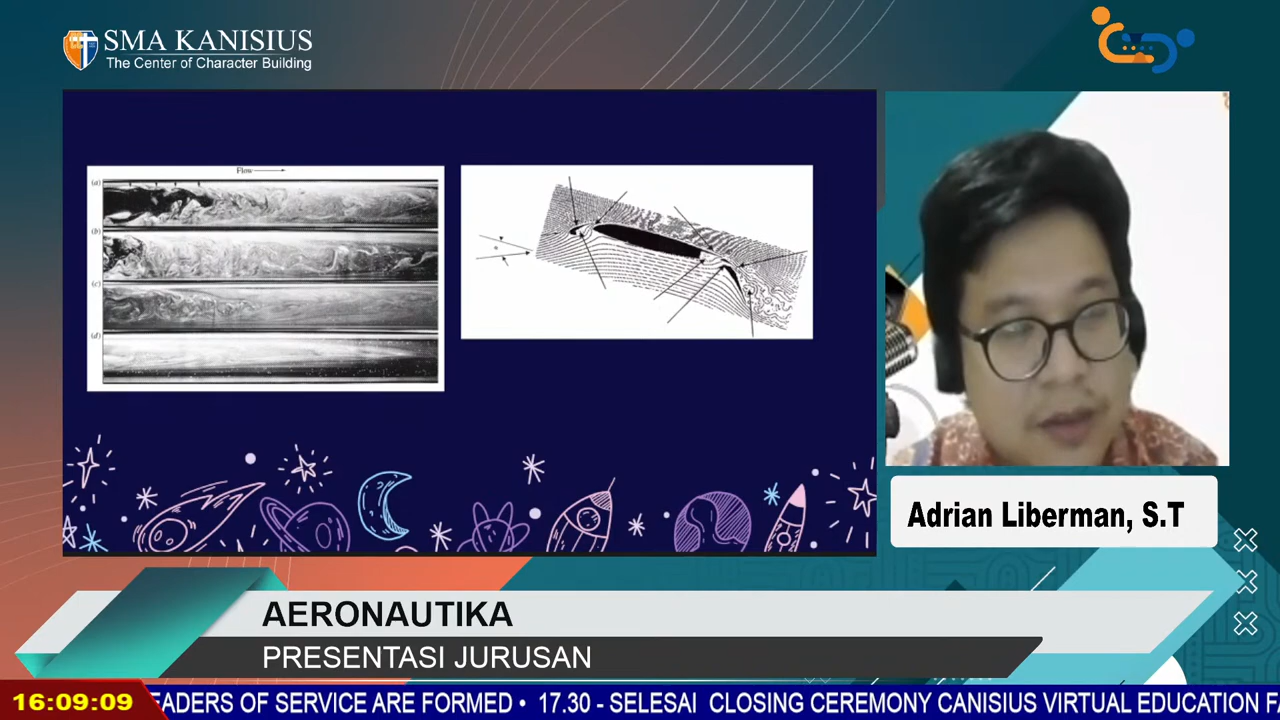 SMA KANISIUS
The Center of Character Building
Flow
(a)
(b)
(c)
(d)
Adrian Liberman, S.T
AERONAUTIKA
PRESENTASI JURUSAN
16:09:09 EADERS OF SERVICE ARE FORMED • 17.30 - SELESAI CLOSING CEREMONY CANISIUS VIRTUAL EDUCATION FA